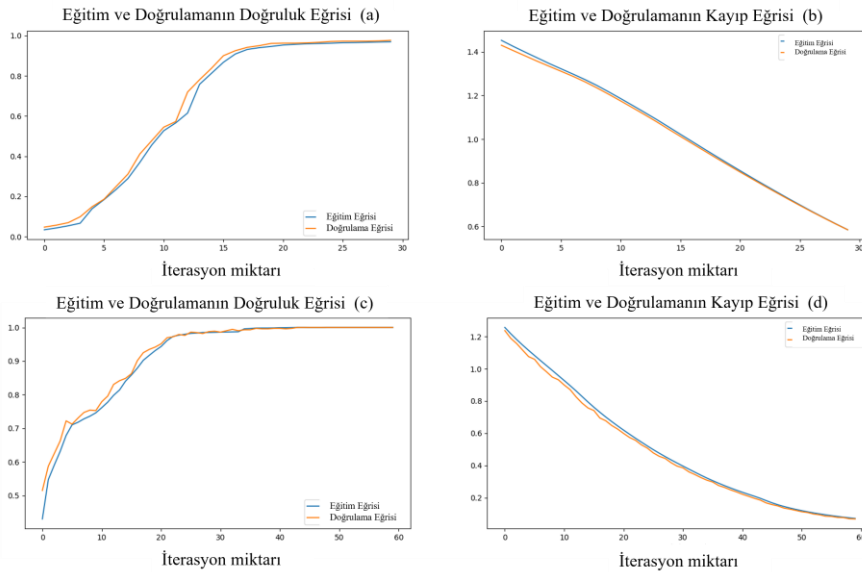 Eğitim ve Doğrulamanın Doğruluk Eğrisi (a)
1.0
0.8
0.6
0.4
0.2
0.0
Eğitim Eğrisi
Doğrulama Eğrisi
0 5 10 15 20 25 30
İterasyon miktarı
Eğitim ve Doğrulamanın Kayıp Eğrisi (b)
1.4
1.2
1.0
0.8
0.6
Eğitim Eğrisi
Doğrulama Eğrisi
0 5 10 15 20 25 30
İterasyon miktarı
Eğitim ve Doğrulamanın Doğruluk Eğrisi (c)
1.0
0.9
0.8
0.7
0.6
0.5
Eğitim Eğrisi
Doğrulama Eğrisi
0 10 20 30 40 50 60
İterasyon miktarı
Eğitim ve Doğrulamanın Kayıp Eğrisi (d)
1.2
1.0
0.8
0.6
0.4
0.2
Eğitim Eğrisi
Doğrulama Eğrisi
0 10 20 30 40 50 60
İterasyon miktarı